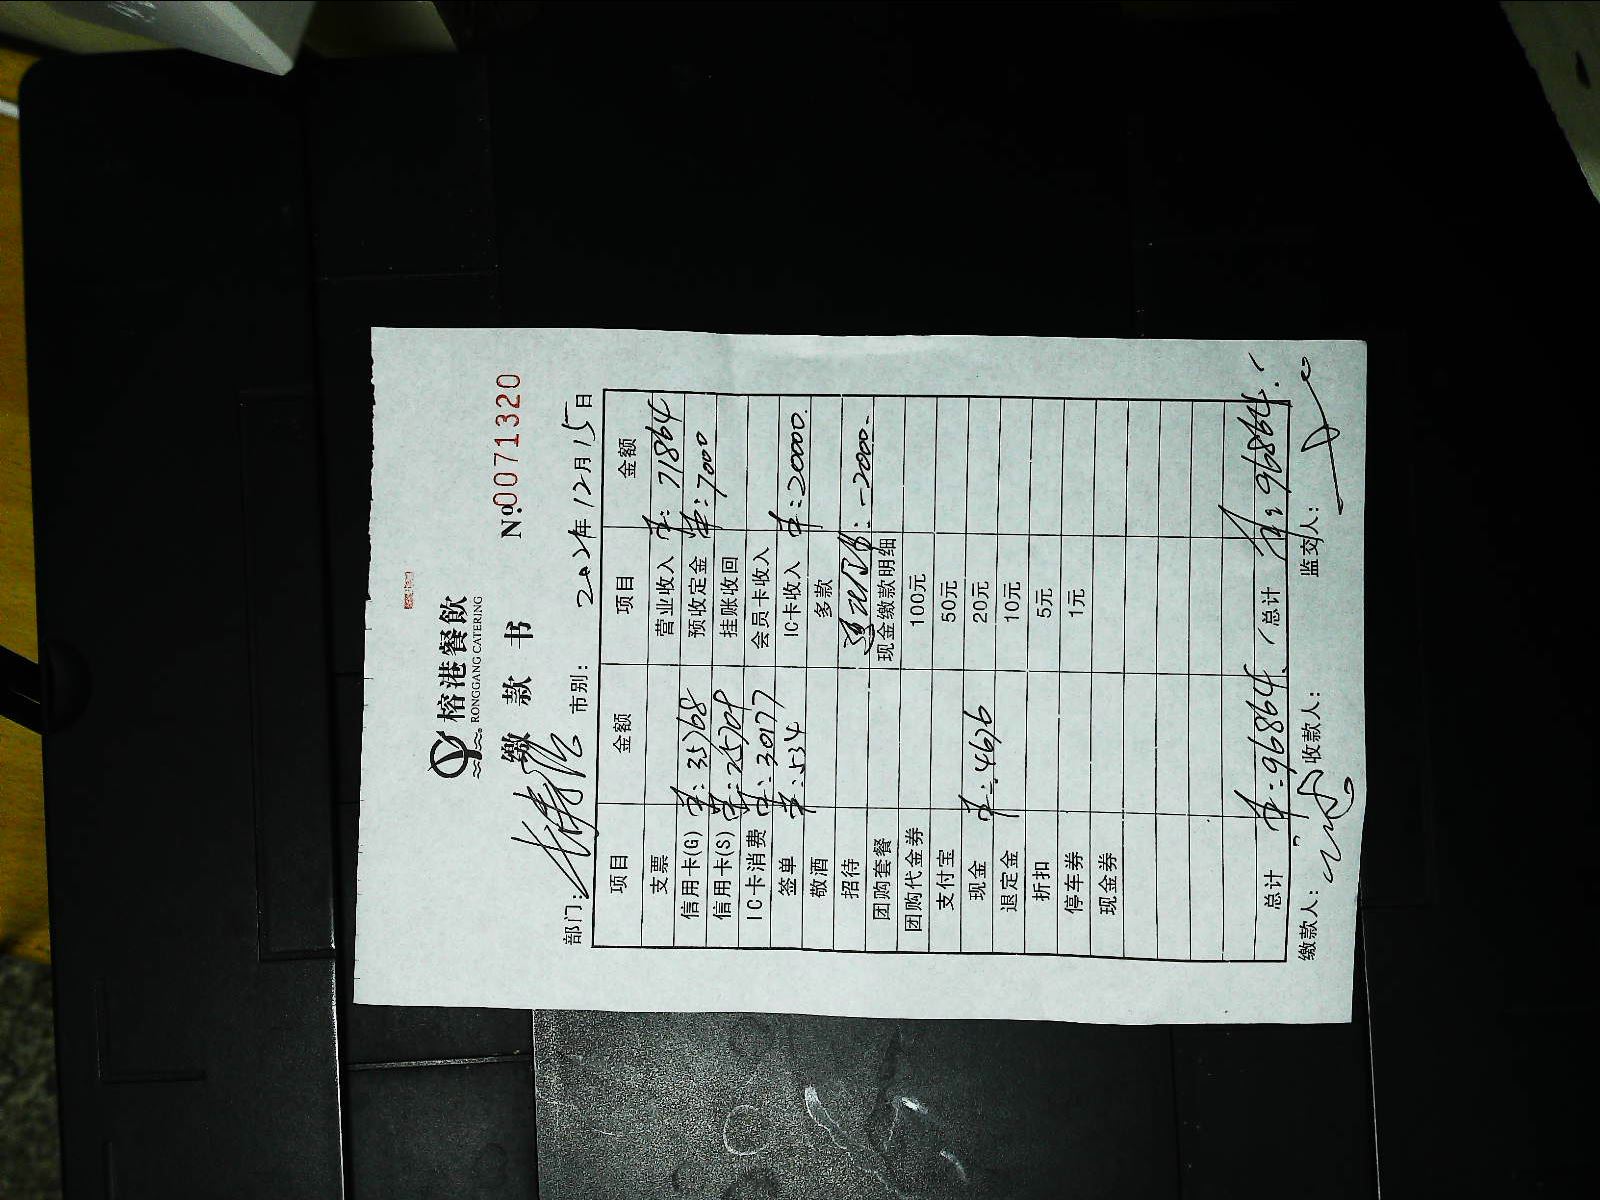 榕港餐飲
RONGGANG CATERING
缴 款 书 №0071320
部门: 市别: 2021年12月15日
项目 金额 项目 金额
支票 营业收入 71864
信用卡(G) 35768 预收定金 7000
信用卡(S) 25709 挂账收回
IC卡消费 30177 会员卡收入
签单 534 IC卡收入 20000
敬酒 多款
招待 -2000-
团购套餐 现金缴款明细
团购代金券 100元
支付宝 50元
现金 4676 20元
退定金 10元
折扣 5元
停车券 1元
现金券
总计 96864 总计 96864
缴款人: 收款人: 监交人: